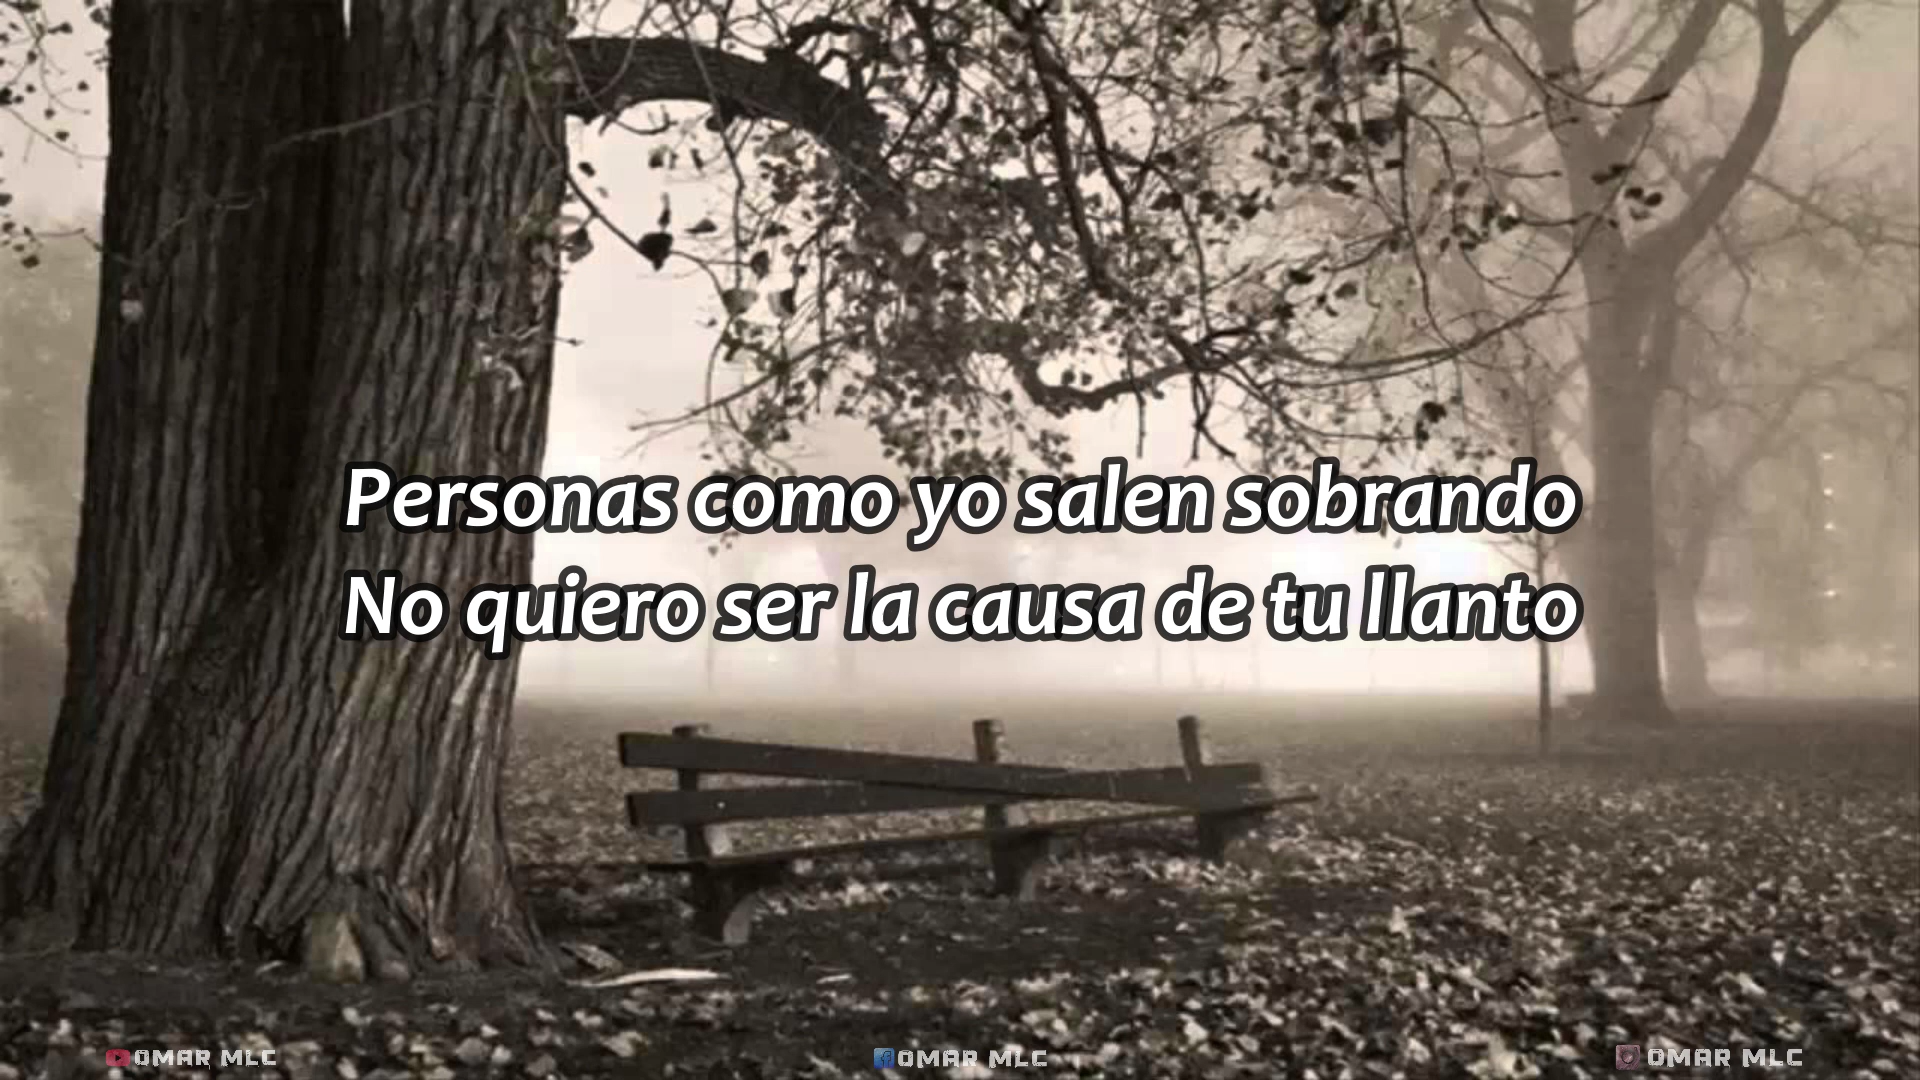 Personas como yo salen sobrando
No quiero ser la causa de tu llanto
OMAR MLC OMAR MLC OMAR MLC